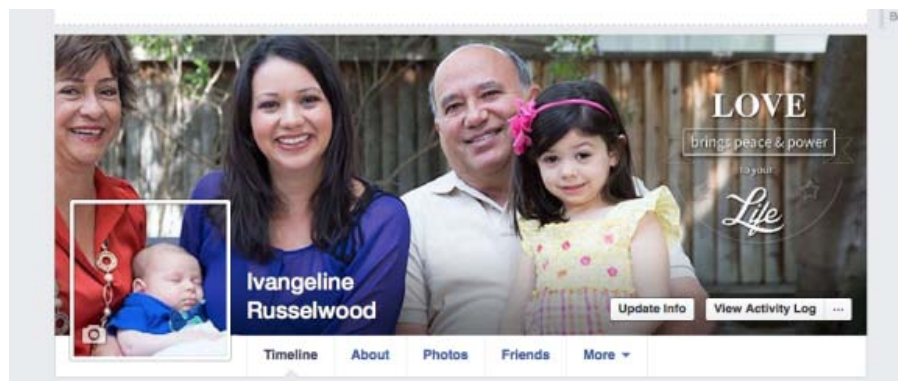 LOVE
brings peace & power
to your
Life
Ivangeline
Russelwood
Update Info
View Activity Log
...
Timeline
About
Photos
Friends
More